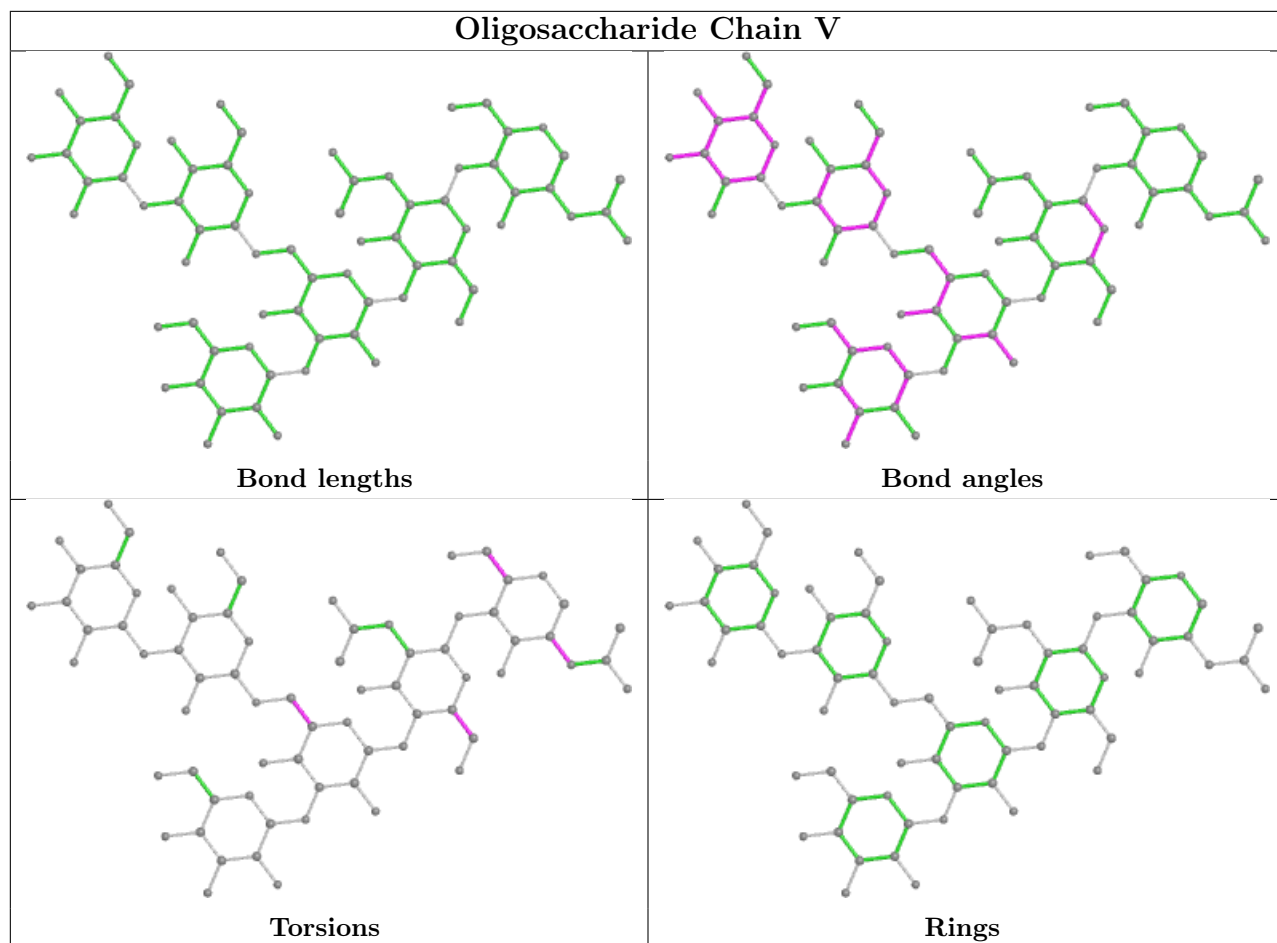 Oligosaccharide Chain V
Bond lengths
Bond angles
Torsions
Rings